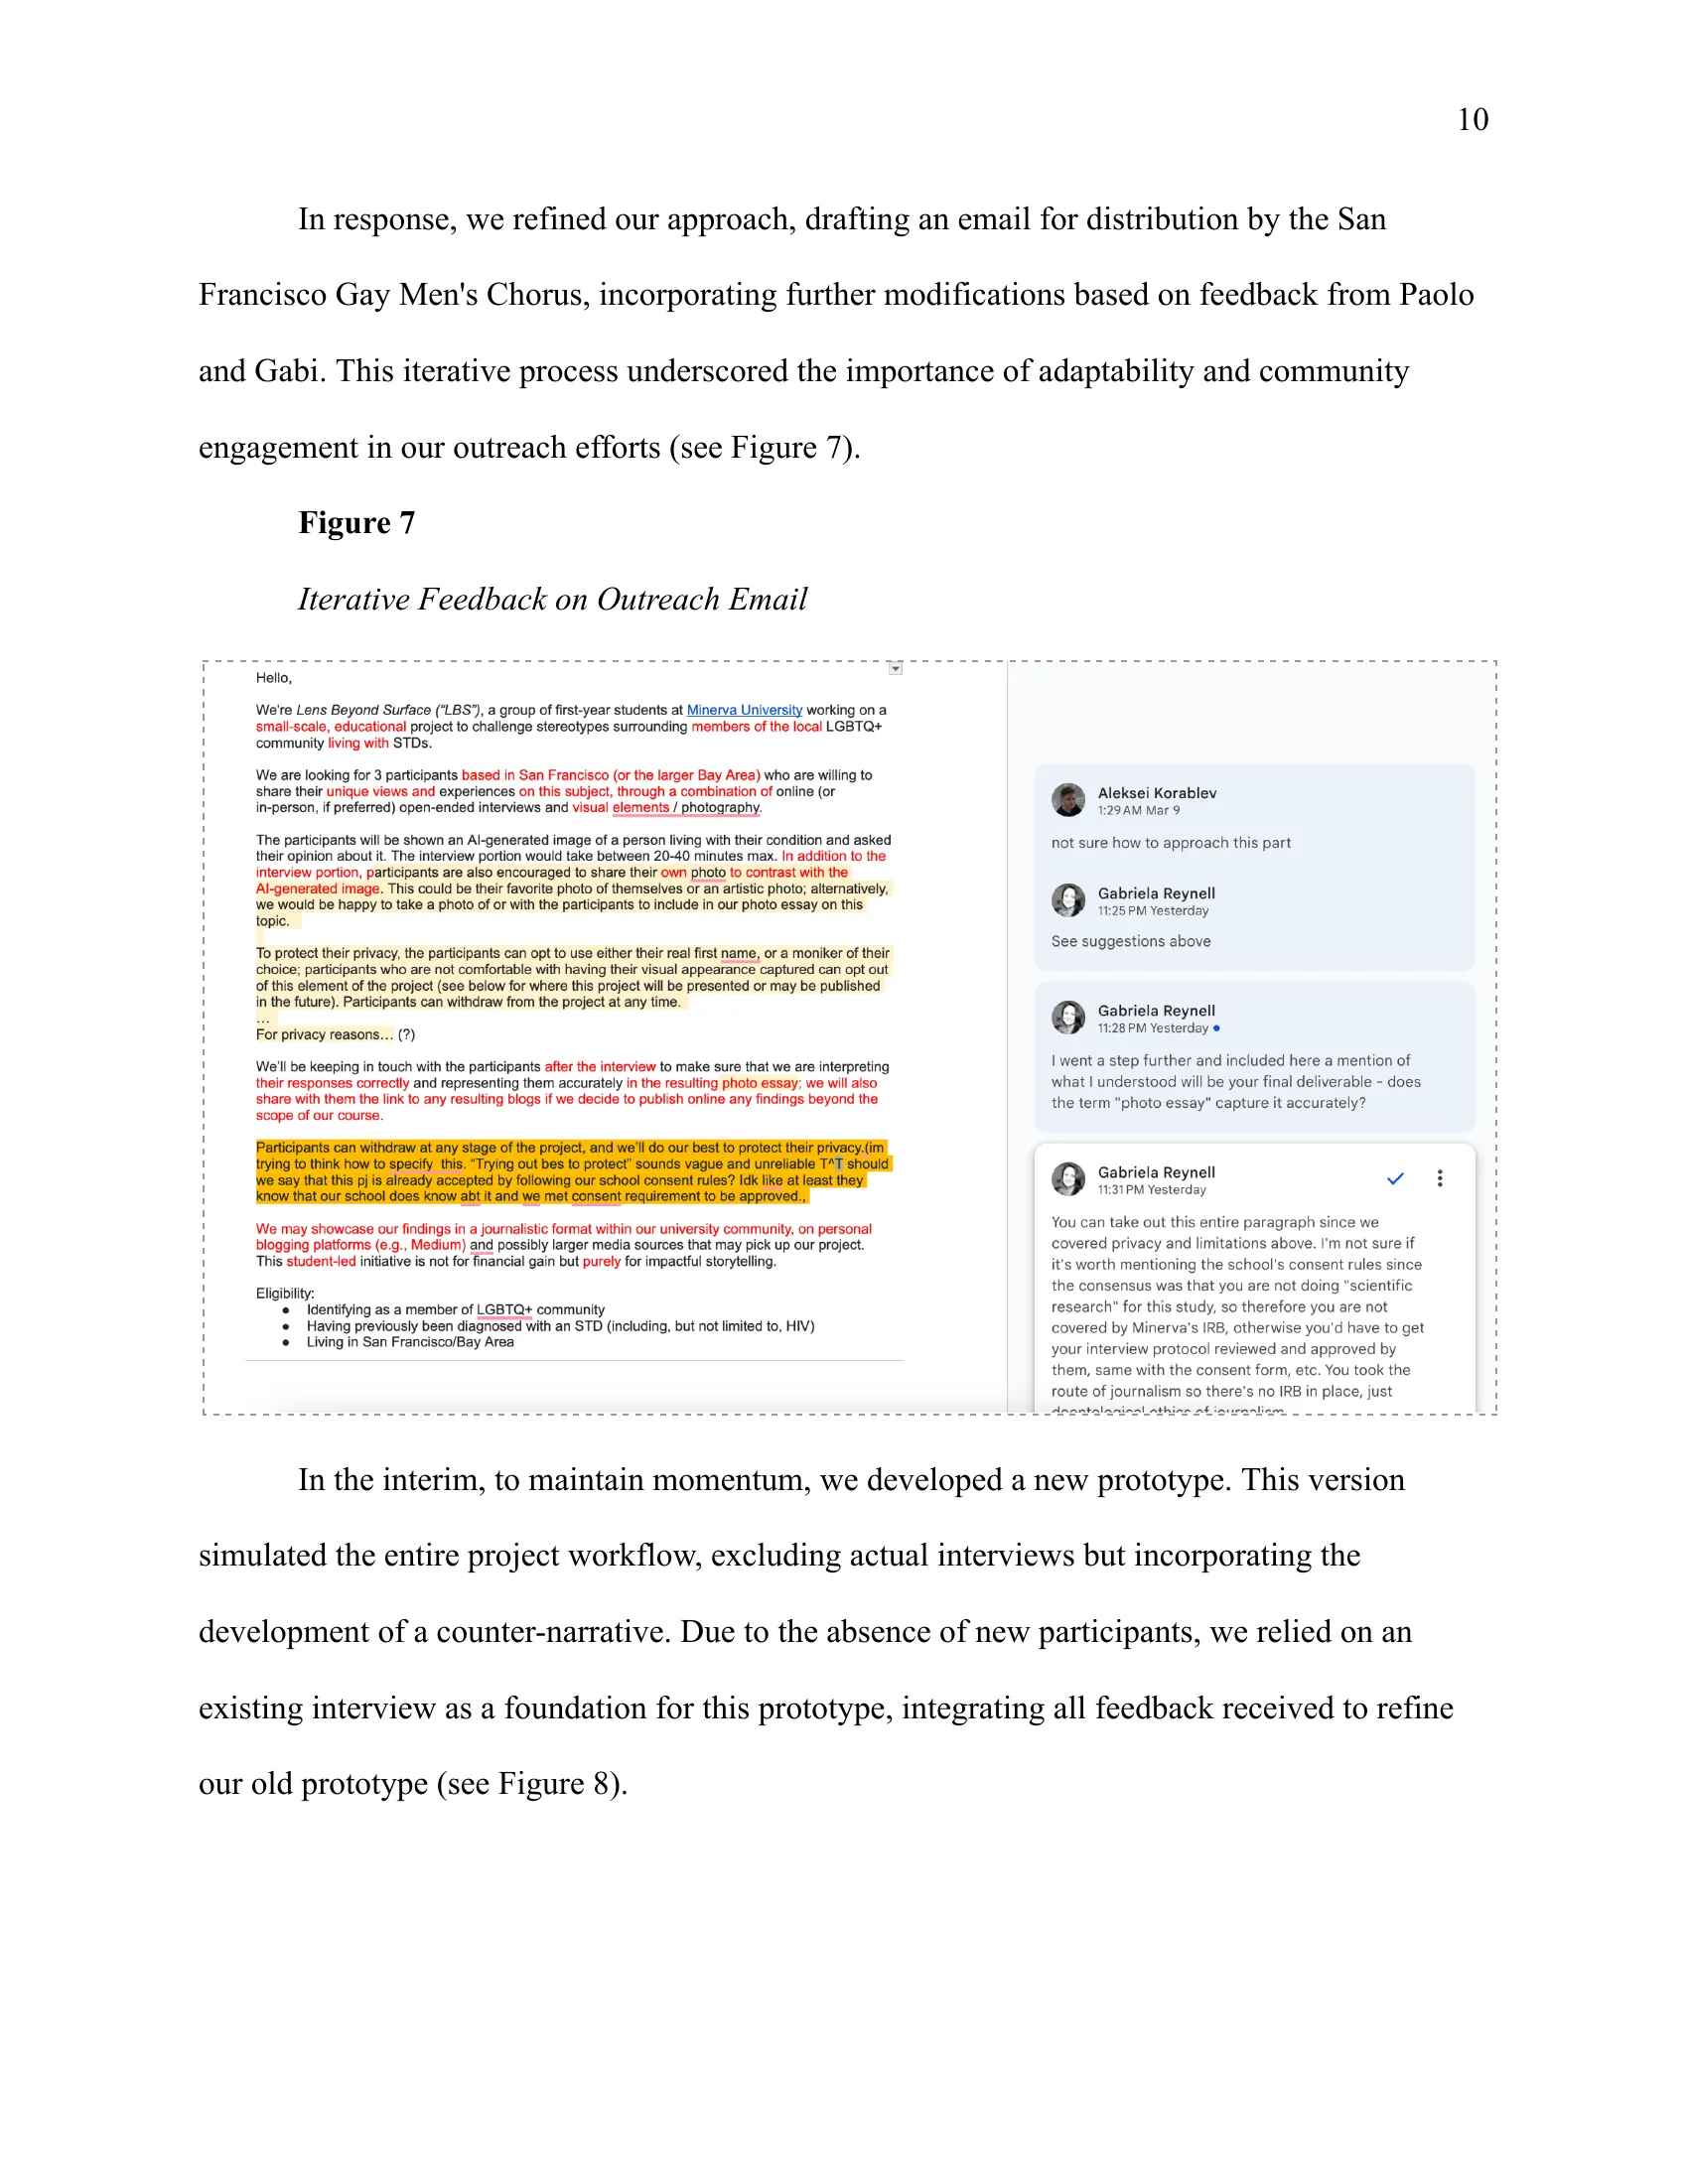 10
In response, we refined our approach, drafting an email for distribution by the San
Francisco Gay Men's Chorus, incorporating further modifications based on feedback from Paolo
and Gabi. This iterative process underscored the importance of adaptability and community
engagement in our outreach efforts (see Figure 7).
Figure 7
Iterative Feedback on Outreach Email
Hello,
We're Lens Beyond Surface ("LBS"), a group of first-year students at Minerva University working on a
small-scale, educational project to challenge stereotypes surrounding members of the local LGBTQ+
community living with STDs.
We are looking for 3 participants based in San Francisco (or the larger Bay Area) who are willing to
share their unique views and experiences on this subject, through a combination of online (or
in-person, if preferred) open-ended interviews and visual elements / photography.
The participants will be shown an AI-generated image of a person living with their condition and asked
their opinion about it. The interview portion would take between 20-40 minutes max. In addition to the
interview portion, participants are also encouraged to share their own photo to contrast with the
AI-generated image. This could be their favorite photo of themselves or an artistic photo; alternatively,
we would be happy to take a photo of or with the participants to include in our photo essay on this
topic.
To protect their privacy, the participants can opt to use either their real first name, or a moniker of their
choice; participants who are not comfortable with having their visual appearance captured can opt out
of this element of the project (see below for where this project will be presented or may be published
in the future). Participants can withdraw from the project at any time.
...
For privacy reasons... (?)
We'll be keeping in touch with the participants after the interview to make sure that we are interpreting
their responses correctly and representing them accurately in the resulting photo essay; we will also
share with them the link to any resulting blogs if we decide to publish online any findings beyond the
scope of our course.
Participants can withdraw at any stage of the project, and we'll do our best to protect their privacy.(im
trying to think how to specify this. "Trying out bes to protect" sounds vague and unreliable T^T should
we say that this pj is already accepted by following our school consent rules? Idk like at least they
know that our school does know abt it and we met consent requirement to be approved.,
We may showcase our findings in a journalistic format within our university community, on personal
blogging platforms (e.g., Medium) and possibly larger media sources that may pick up our project.
This student-led initiative is not for financial gain but purely for impactful storytelling.
Eligibility:
● Identifying as a member of LGBTQ+ community
● Having previously been diagnosed with an STD (including, but not limited to, HIV)
● Living in San Francisco/Bay Area
Aleksei Korablev
1:29 AM Mar 9
not sure how to approach this part
Gabriela Reynell
11:25 PM Yesterday
See suggestions above
Gabriela Reynell
11:28 PM Yesterday
I went a step further and included here a mention of
what I understood will be your final deliverable - does
the term "photo essay" capture it accurately?
Gabriela Reynell
11:31 PM Yesterday
You can take out this entire paragraph since we
covered privacy and limitations above. I'm not sure if
it's worth mentioning the school's consent rules since
the consensus was that you are not doing "scientific
research" for this study, so therefore you are not
covered by Minerva's IRB, otherwise you'd have to get
your interview protocol reviewed and approved by
them, same with the consent form, etc. You took the
route of journalism so there's no IRB in place, just
deontological ethics of journalism
In the interim, to maintain momentum, we developed a new prototype. This version
simulated the entire project workflow, excluding actual interviews but incorporating the
development of a counter-narrative. Due to the absence of new participants, we relied on an
existing interview as a foundation for this prototype, integrating all feedback received to refine
our old prototype (see Figure 8).